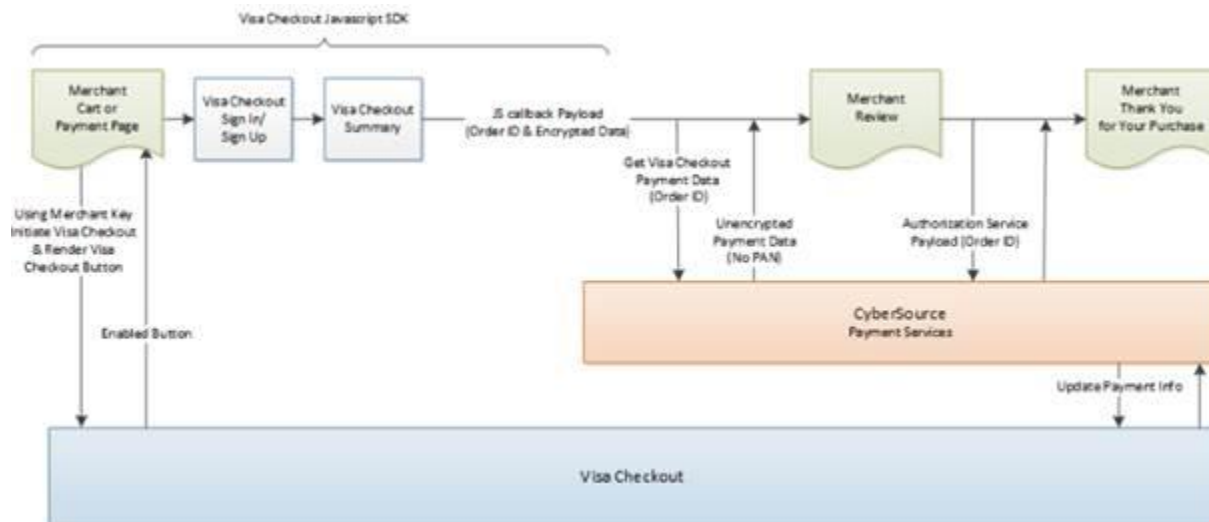 Visa Checkout Javascript SDK
Merchant
Cart or
Payment Page
Visa Checkout
Sign In/
Sign Up
Visa Checkout
Summary
JS callback Payload
(Order ID & Encrypted Data)
Merchant
Review
Merchant
Thank You
for Your Purchase
Get Visa Checkout
Payment Data
(Order ID)
Using Merchant Key
Initiate Visa Checkout
& Render Visa
Checkout Button
Unencrypted
Payment Data
(No PAN)
Authorization Service
Payload (Order ID)
CyberSource
Payment Services
Enabled Button
Update Payment Info
Visa Checkout